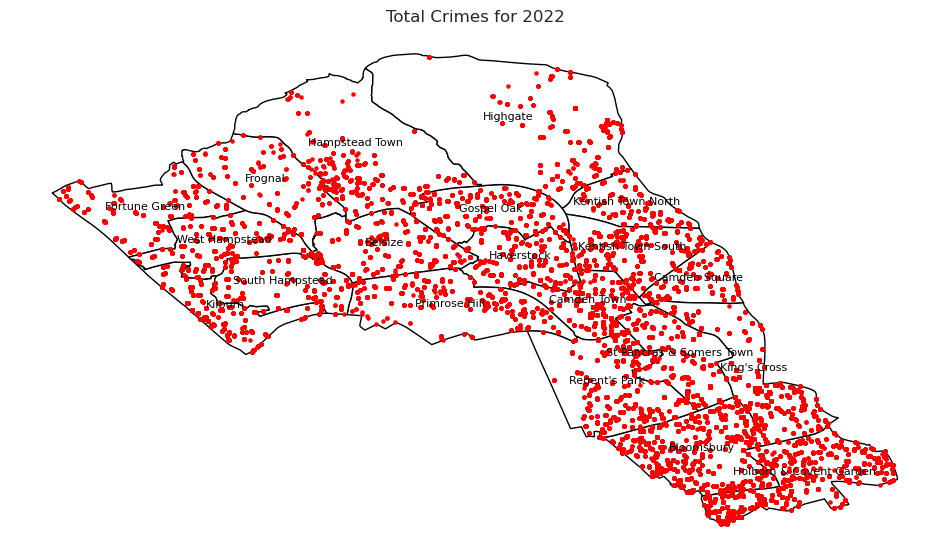 Total Crimes for 2022
Highgate
Hampstead Town
Frognal
Kentish Town North
Fortune Green
Gospel Oak
West Hampstead
Belsize
Kentish Town South
Haverstock
Camden Square
South Hampstead
Camden Town
Kilburn
Primrose Hill
St Pancras & Somers Town
King's Cross
Regent's Park
Bloomsbury
Holborn & Covent Garden